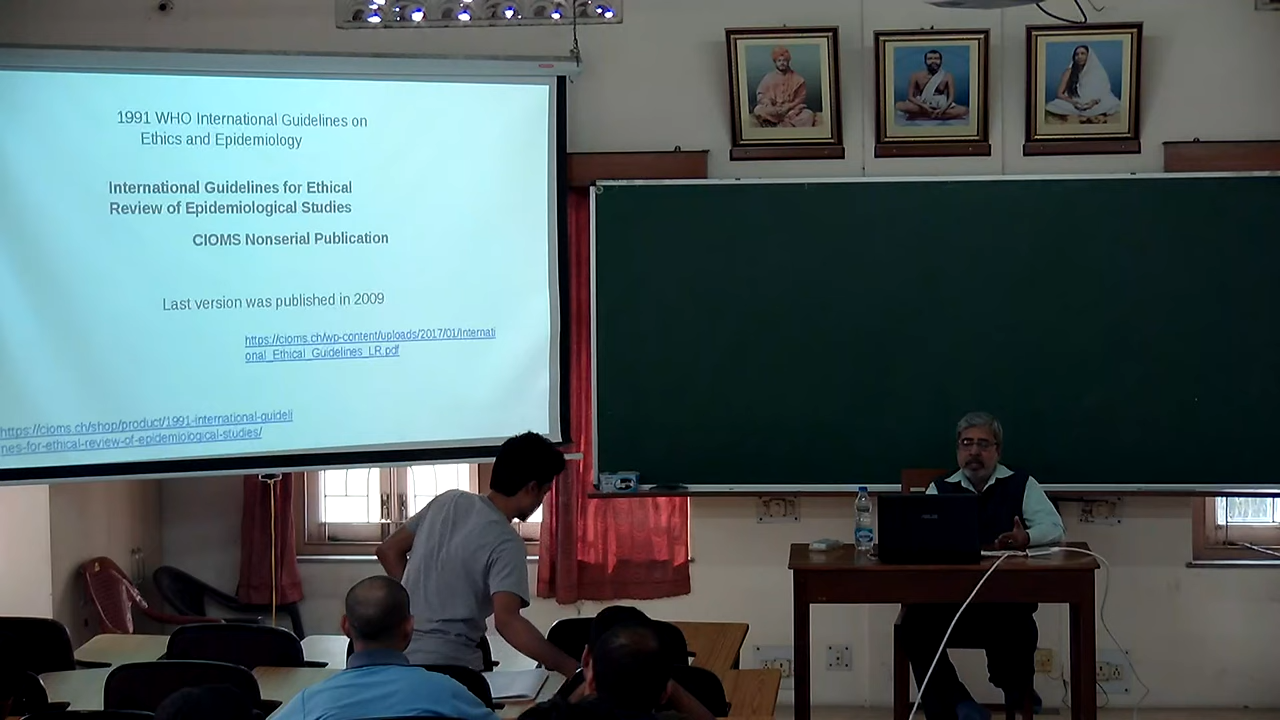 1991 WHO International Guidelines on
Ethics and Epidemiology
International Guidelines for Ethical
Review of Epidemiological Studies
CIOMS Nonserial Publication
Last version was published in 2009
https://cioms.ch/wp-content/uploads/2017/01/Internati
onal_Ethical_Guidelines_LR.pdf
https://cioms.ch/shop/product/1991-international-guideli
nes-for-ethical-review-of-epidemiological-studies/
ASUS